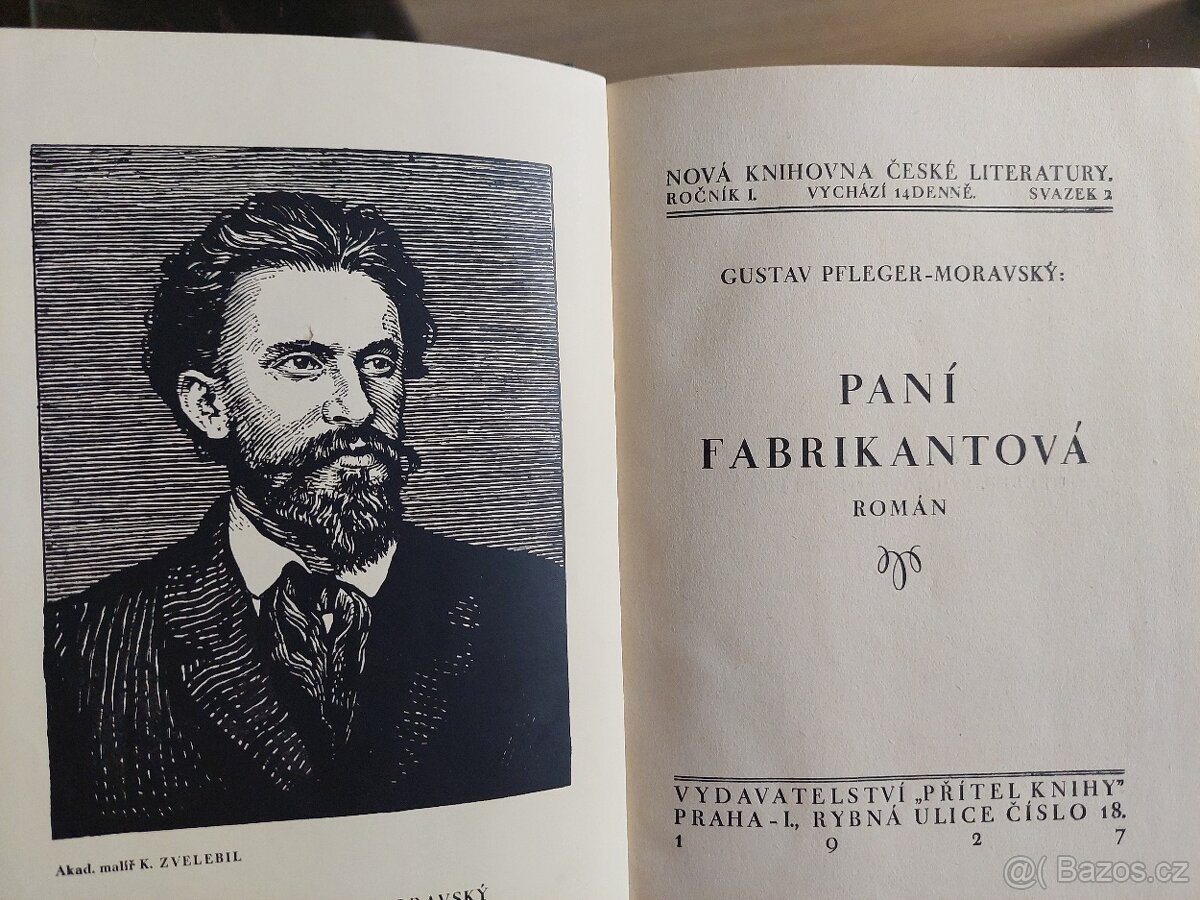 Akad. malíř K. ZVELEBIL
NOVÁ KNIHOVNA ČESKÉ LITERATURY.
ROČNÍK I. VYCHÁZÍ 14DENNĚ. SVAZEK 2
GUSTAV PFLEGER-MORAVSKÝ:
PANÍ
FABRIKANTOVÁ
ROMÁN
VYDAVATELSTVÍ „PŘÍTEL KNIHY"
PRAHA-I., RYBNÁ ULICE ČÍSLO 18.
1 9 2 7
@( Bazos.cz